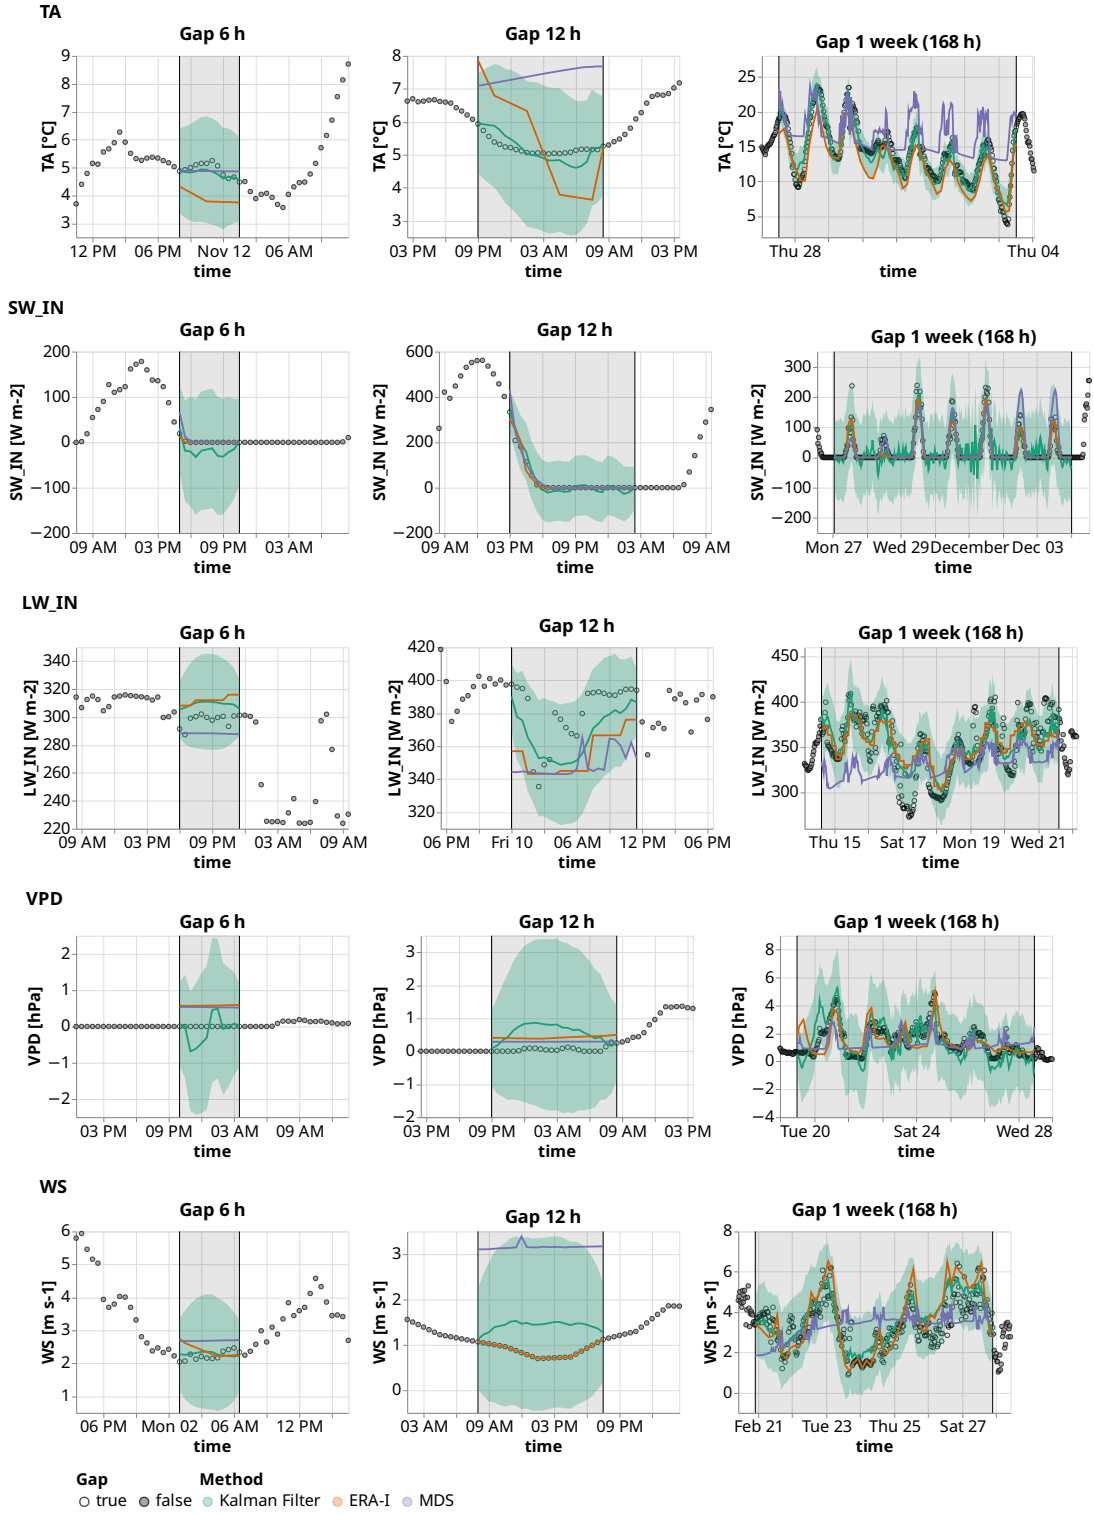 TA
Gap 6 h
Gap 12 h
Gap 1 week (168 h)
TA [°C]
9
8
7
6
5
4
3
12 PM 06 PM Nov 12 06 AM
time
TA [°C]
8
7
6
5
4
3
03 PM 09 PM 03 AM 09 AM 03 PM
time
TA [°C]
25
20
15
10
5
Thu 28 Thu 04
time
SW_IN
Gap 6 h
Gap 12 h
Gap 1 week (168 h)
SW_IN [W m-2]
200
100
0
−100
−200
09 AM 03 PM 09 PM 03 AM
time
SW_IN [W m-2]
600
400
200
0
−200
09 AM 03 PM 09 PM 03 AM 09 AM
time
SW_IN [W m-2]
300
200
100
0
−100
−200
Mon 27 Wed 29 December Dec 03
time
LW_IN
Gap 6 h
Gap 12 h
Gap 1 week (168 h)
LW_IN [W m-2]
340
320
300
280
260
240
220
09 AM 03 PM 09 PM 03 AM 09 AM
time
LW_IN [W m-2]
420
400
380
360
340
320
06 PM Fri 10 06 AM 12 PM 06 PM
time
LW_IN [W m-2]
450
400
350
300
Thu 15 Sat 17 Mon 19 Wed 21
time
VPD
Gap 6 h
Gap 12 h
Gap 1 week (168 h)
VPD [hPa]
2
1
0
−1
−2
03 PM 09 PM 03 AM 09 AM
time
VPD [hPa]
3
2
1
0
−1
−2
03 PM 09 PM 03 AM 09 AM 03 PM
time
VPD [hPa]
8
6
4
2
0
−2
−4
Tue 20 Sat 24 Wed 28
time
WS
Gap 6 h
Gap 12 h
Gap 1 week (168 h)
WS [m s-1]
6
5
4
3
2
1
06 PM Mon 02 06 AM 12 PM
time
WS [m s-1]
3
2
1
0
03 AM 09 AM 03 PM 09 PM
time
WS [m s-1]
8
6
4
2
0
Feb 21 Tue 23 Thu 25 Sat 27
time
Gap Method
true false Kalman Filter ERA-I MDS